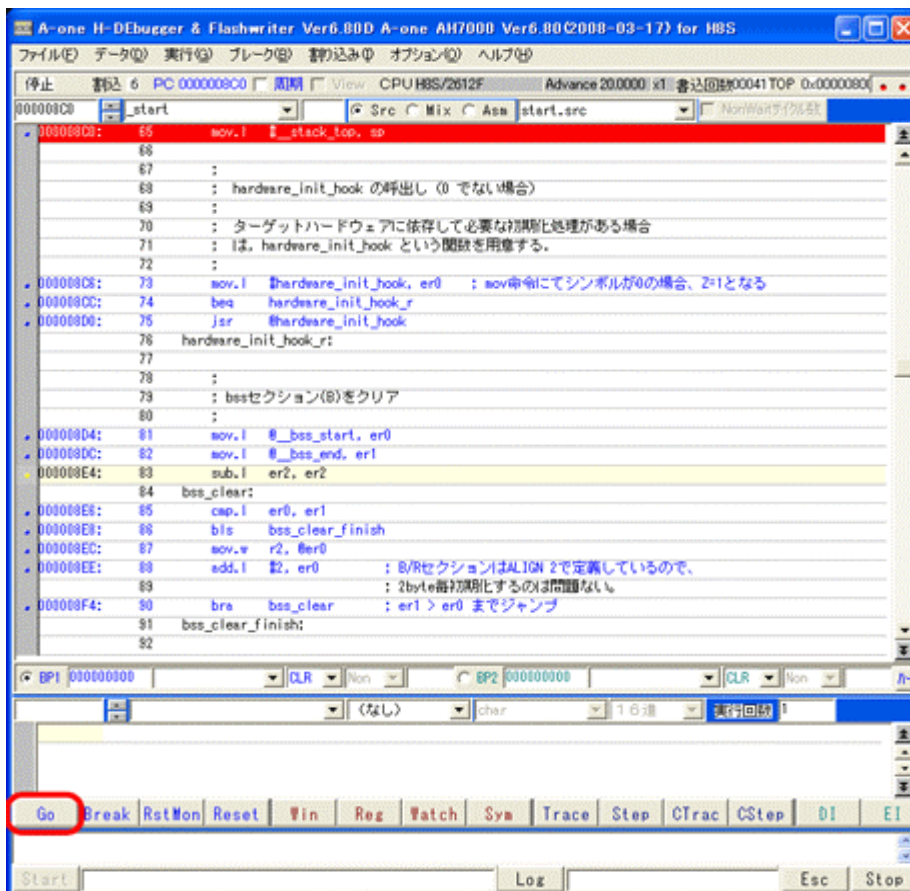 A-one H-DEbugger & Flashwriter Ver6.80D A-one AH7000 Ver6.80(2008-03-17) for H8S
ファイル(F) データ(D) 実行(G) ブレーク(B) 割り込み(I) オプション(O) ヘルプ(H)
停止 割込 6 PC 0000008C0 周期 View CPU H8S/2612F Advance 20.0000 x1 書込回数00041 TOP 0x0000080
000008C0 _start Src Mix Asm start.src NonWaitサイクル数
000008C0: 65 mov.l #__stack_top, sp
66
67 ;
68 ; hardware_init_hook の呼出し（0 でない場合）
69 ;
70 ; ターゲットハードウェアに依存して必要な初期化処理がある場合
71 ; は，hardware_init_hook という関数を用意する。
72 ;
000008C6: 73 mov.l #hardware_init_hook, er0 ; mov命令にてシンボルが0の場合、Z=1となる
000008CC: 74 beq hardware_init_hook_r
000008D0: 75 jsr @hardware_init_hook
76 hardware_init_hook_r:
77
78 ;
79 ; bssセクション(B)をクリア
80 ;
000008D4: 81 mov.l @__bss_start, er0
000008DC: 82 mov.l @__bss_end, er1
000008E4: 83 sub.l er2, er2
84 bss_clear:
000008E6: 85 cmp.l er0, er1
000008E8: 86 bls bss_clear_finish
000008EC: 87 mov.w r2, @er0
000008EE: 88 add.l #2, er0 ; B/RセクションはALIGN 2で定義しているので、
89 ; 2byte毎初期化するのは問題ない。
000008F4: 90 bra bss_clear ; er1 > er0 までジャンプ
91 bss_clear_finish:
92
BP1 000000000 CLR Non BP2 000000000 CLR Non
(なし) char 16進 実行回数 1
Go Break RstMon Reset Win Reg Watch Sym Trace Step CTrac CStep DI EI
Start Log Esc Stop